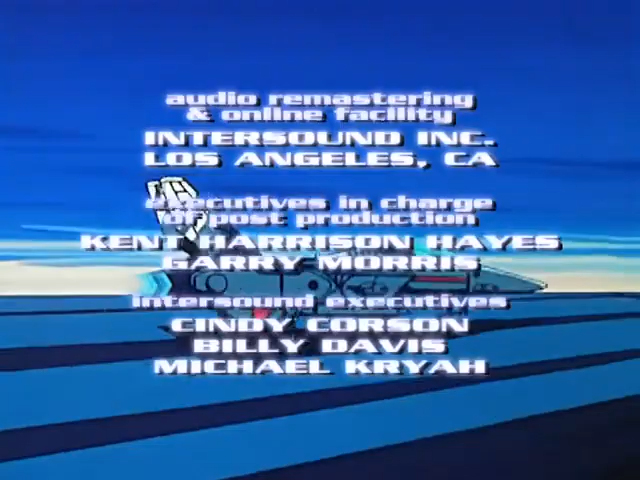 audio remastering
& online facility
INTERSOUND INC.
LOS ANGELES, CA
executives in charge
of post production
KENT HARRISON HAYES
GARRY MORRIS
intersound executives
CINDY CORSON
BILLY DAVIS
MICHAEL KRYAH